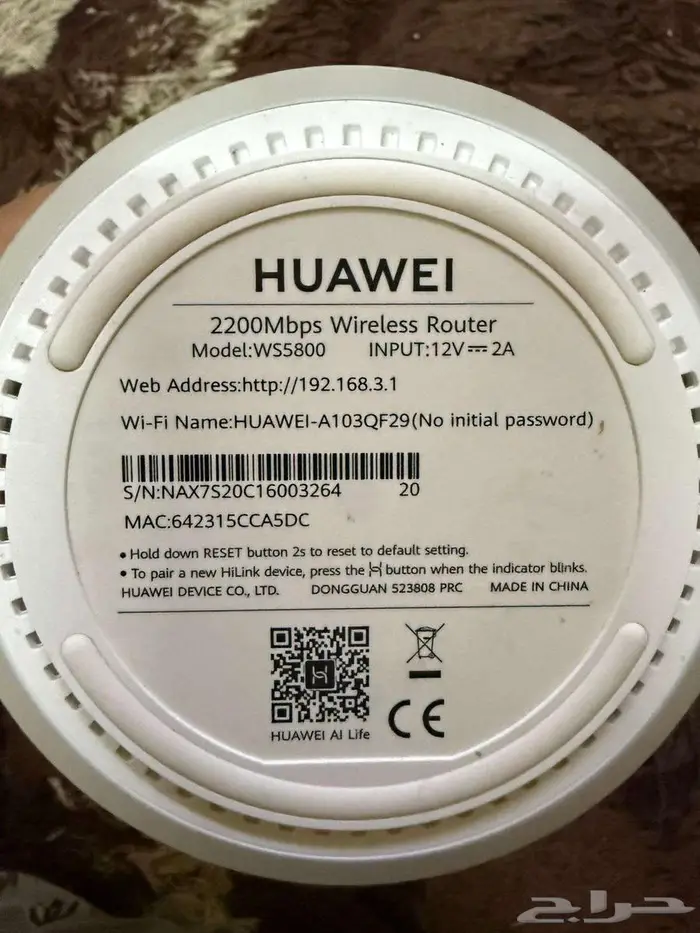 HUAWEI
2200Mbps Wireless Router
Model:WS5800 INPUT:12V⎓2A
Web Address:http://192.168.3.1
Wi-Fi Name:HUAWEI-A103QF29(No initial password)
S/N:NAX7S20C16003264 20
MAC:642315CCA5DC
• Hold down RESET button 2s to reset to default setting.
• To pair a new HiLink device, press the button when the indicator blinks.
HUAWEI DEVICE CO., LTD. DONGGUAN 523808 PRC MADE IN CHINA
HUAWEI AI Life
CE
حراج